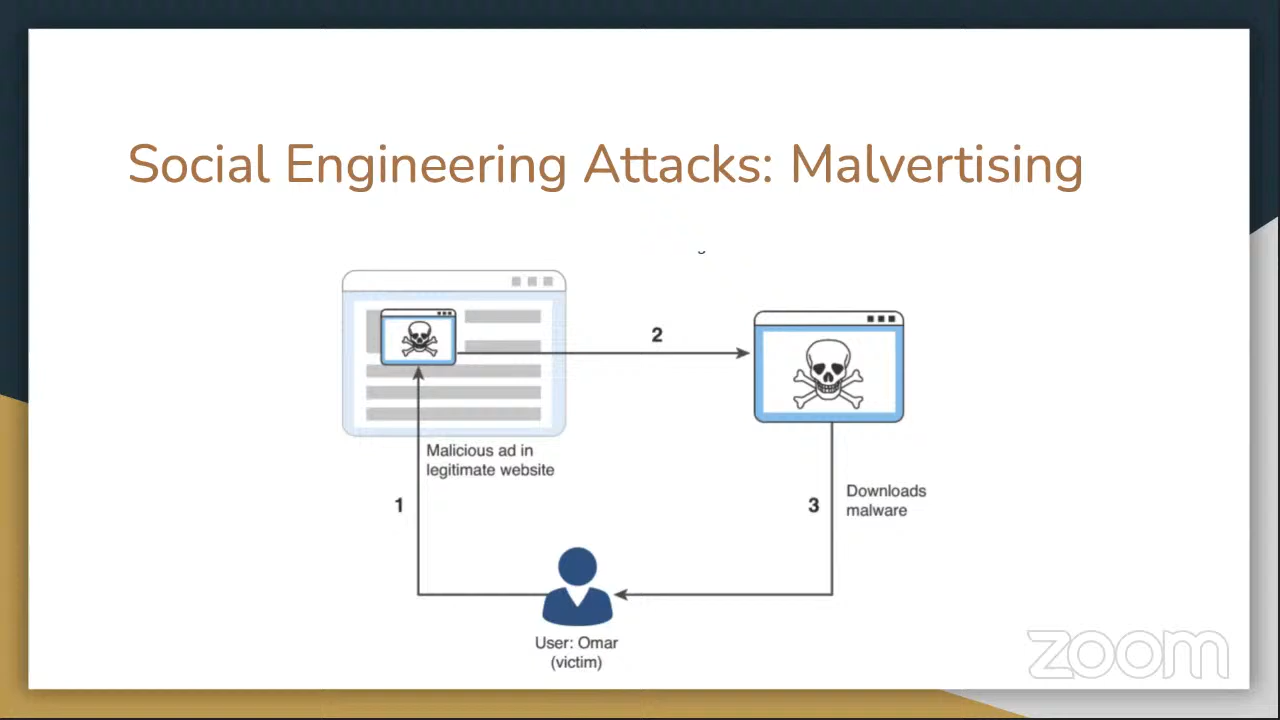 Social Engineering Attacks: Malvertising
2
Malicious ad in
legitimate website
1
3
Downloads
malware
User: Omar
(victim)
zoom